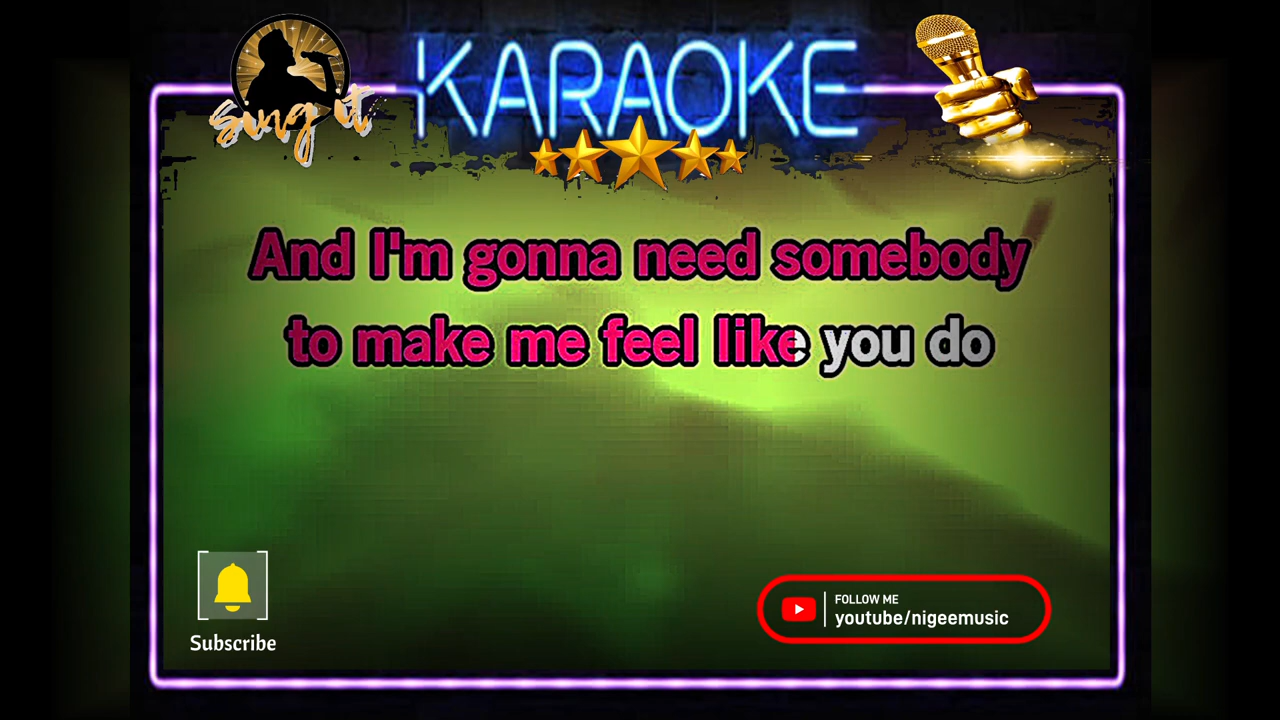 KARAOKE
sing it
And I'm gonna need somebody
to make me feel like you do
Subscribe
FOLLOW ME
youtube/nigeemusic